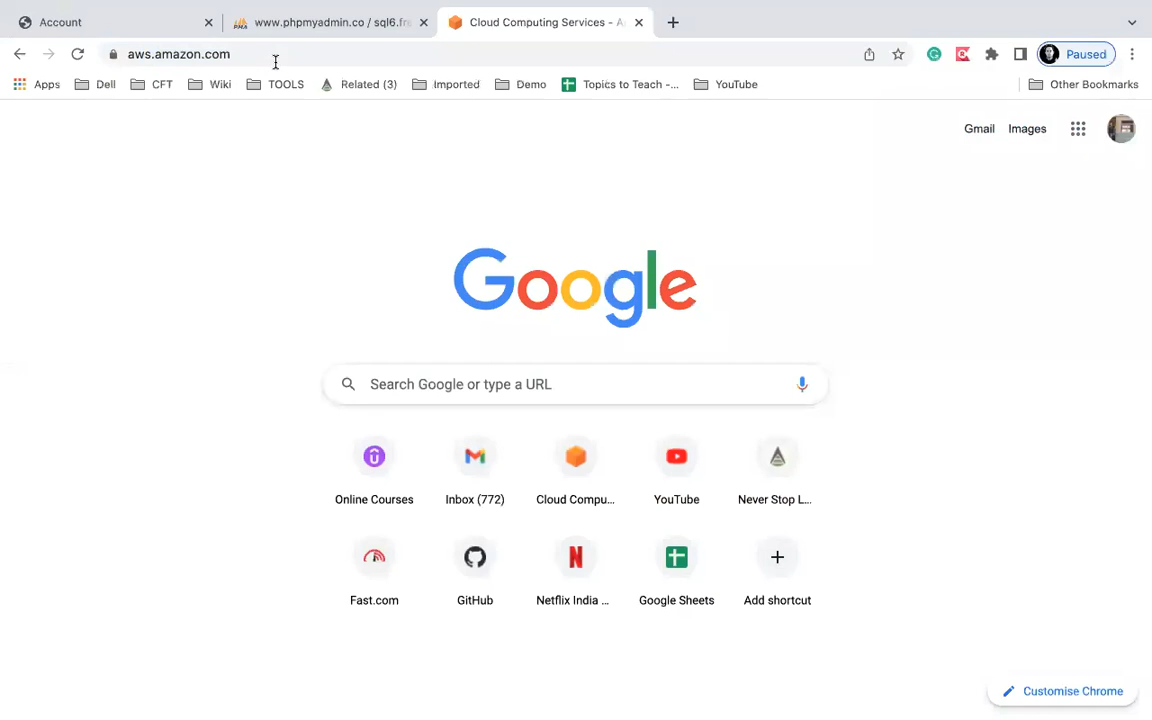 Account
www.phpmyadmin.co / sql6.fr
Cloud Computing Services - A
aws.amazon.com
Paused
Apps
Dell
CFT
Wiki
TOOLS
Related (3)
Imported
Demo
Topics to Teach -...
YouTube
Other Bookmarks
Gmail
Images
Google
Search Google or type a URL
Online Courses
Inbox (772)
Cloud Compu...
YouTube
Never Stop L...
Fast.com
GitHub
Netflix India ...
Google Sheets
Add shortcut
Customise Chrome